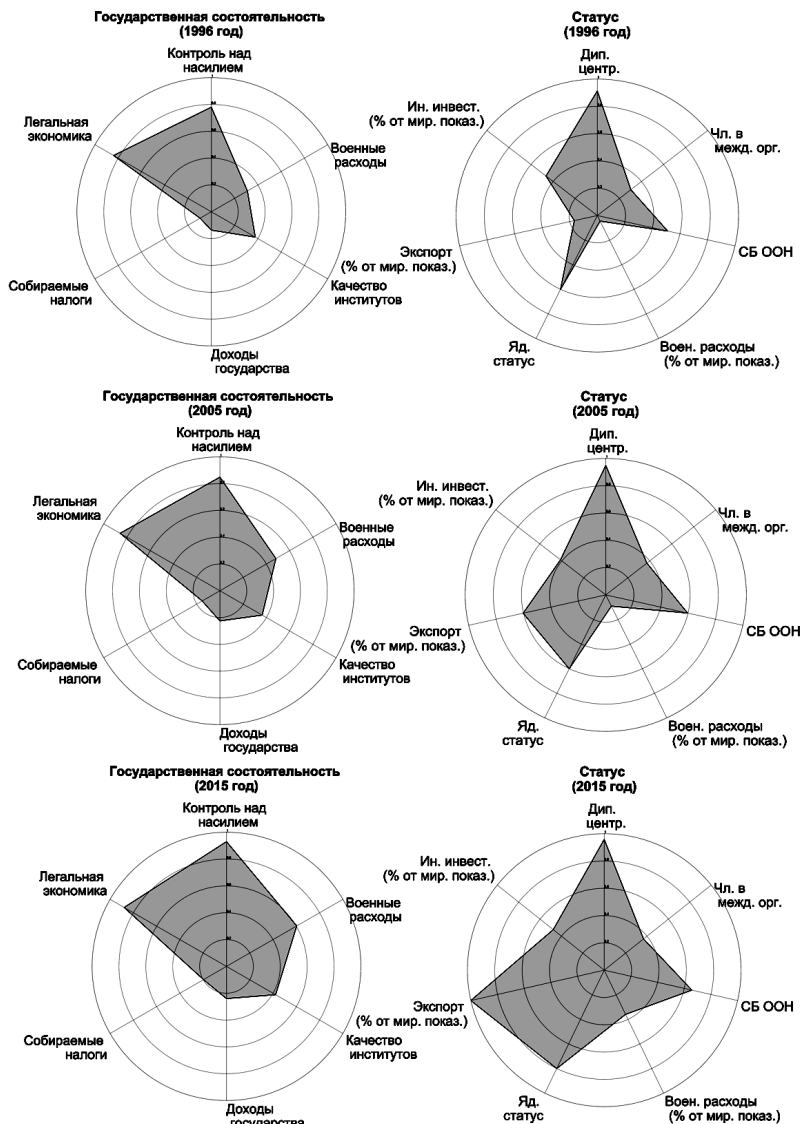 Государственная состоятельность
(1996 год)
Контроль над
насилием
Легальная
экономика
Военные
расходы
Собираемые
налоги
Качество
институтов
Доходы
государства
Статус
(1996 год)
Дип.
центр.
Ин. инвест.
(% от мир. показ.)
Чл. в
межд. орг.
Экспорт
(% от мир. показ.)
СБ ООН
Яд.
статус
Воен. расходы
(% от мир. показ.)
Государственная состоятельность
(2005 год)
Контроль над
насилием
Легальная
экономика
Военные
расходы
Собираемые
налоги
Качество
институтов
Доходы
государства
Статус
(2005 год)
Дип.
центр.
Ин. инвест.
(% от мир. показ.)
Чл. в
межд. орг.
Экспорт
(% от мир. показ.)
СБ ООН
Яд.
статус
Воен. расходы
(% от мир. показ.)
Государственная состоятельность
(2015 год)
Контроль над
насилием
Легальная
экономика
Военные
расходы
Собираемые
налоги
Качество
институтов
Доходы
государства
Статус
(2015 год)
Дип.
центр.
Ин. инвест.
(% от мир. показ.)
Чл. в
межд. орг.
Экспорт
(% от мир. показ.)
СБ ООН
Яд.
статус
Воен. расходы
(% от мир. показ.)